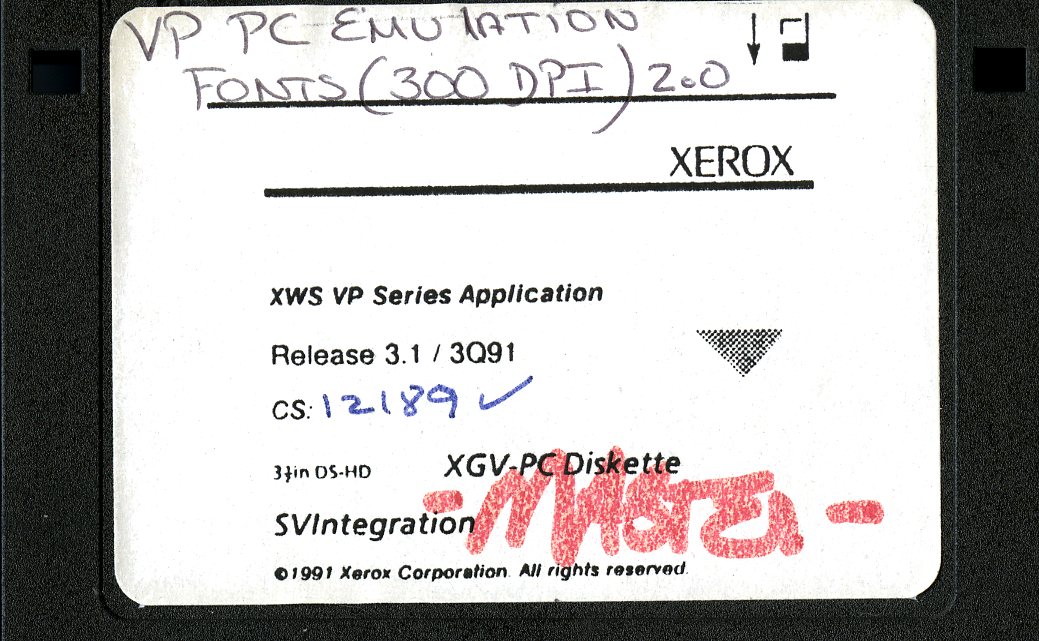 VP PC EMULATION
FONTS (300 DPI) 2.0
XEROX
XWS VP Series Application
Release 3.1 / 3Q91
CS: 12189 ✓
3½in DS-HD XGV-PC Diskette
SVIntegration
- MASTER -
©1991 Xerox Corporation. All rights reserved.